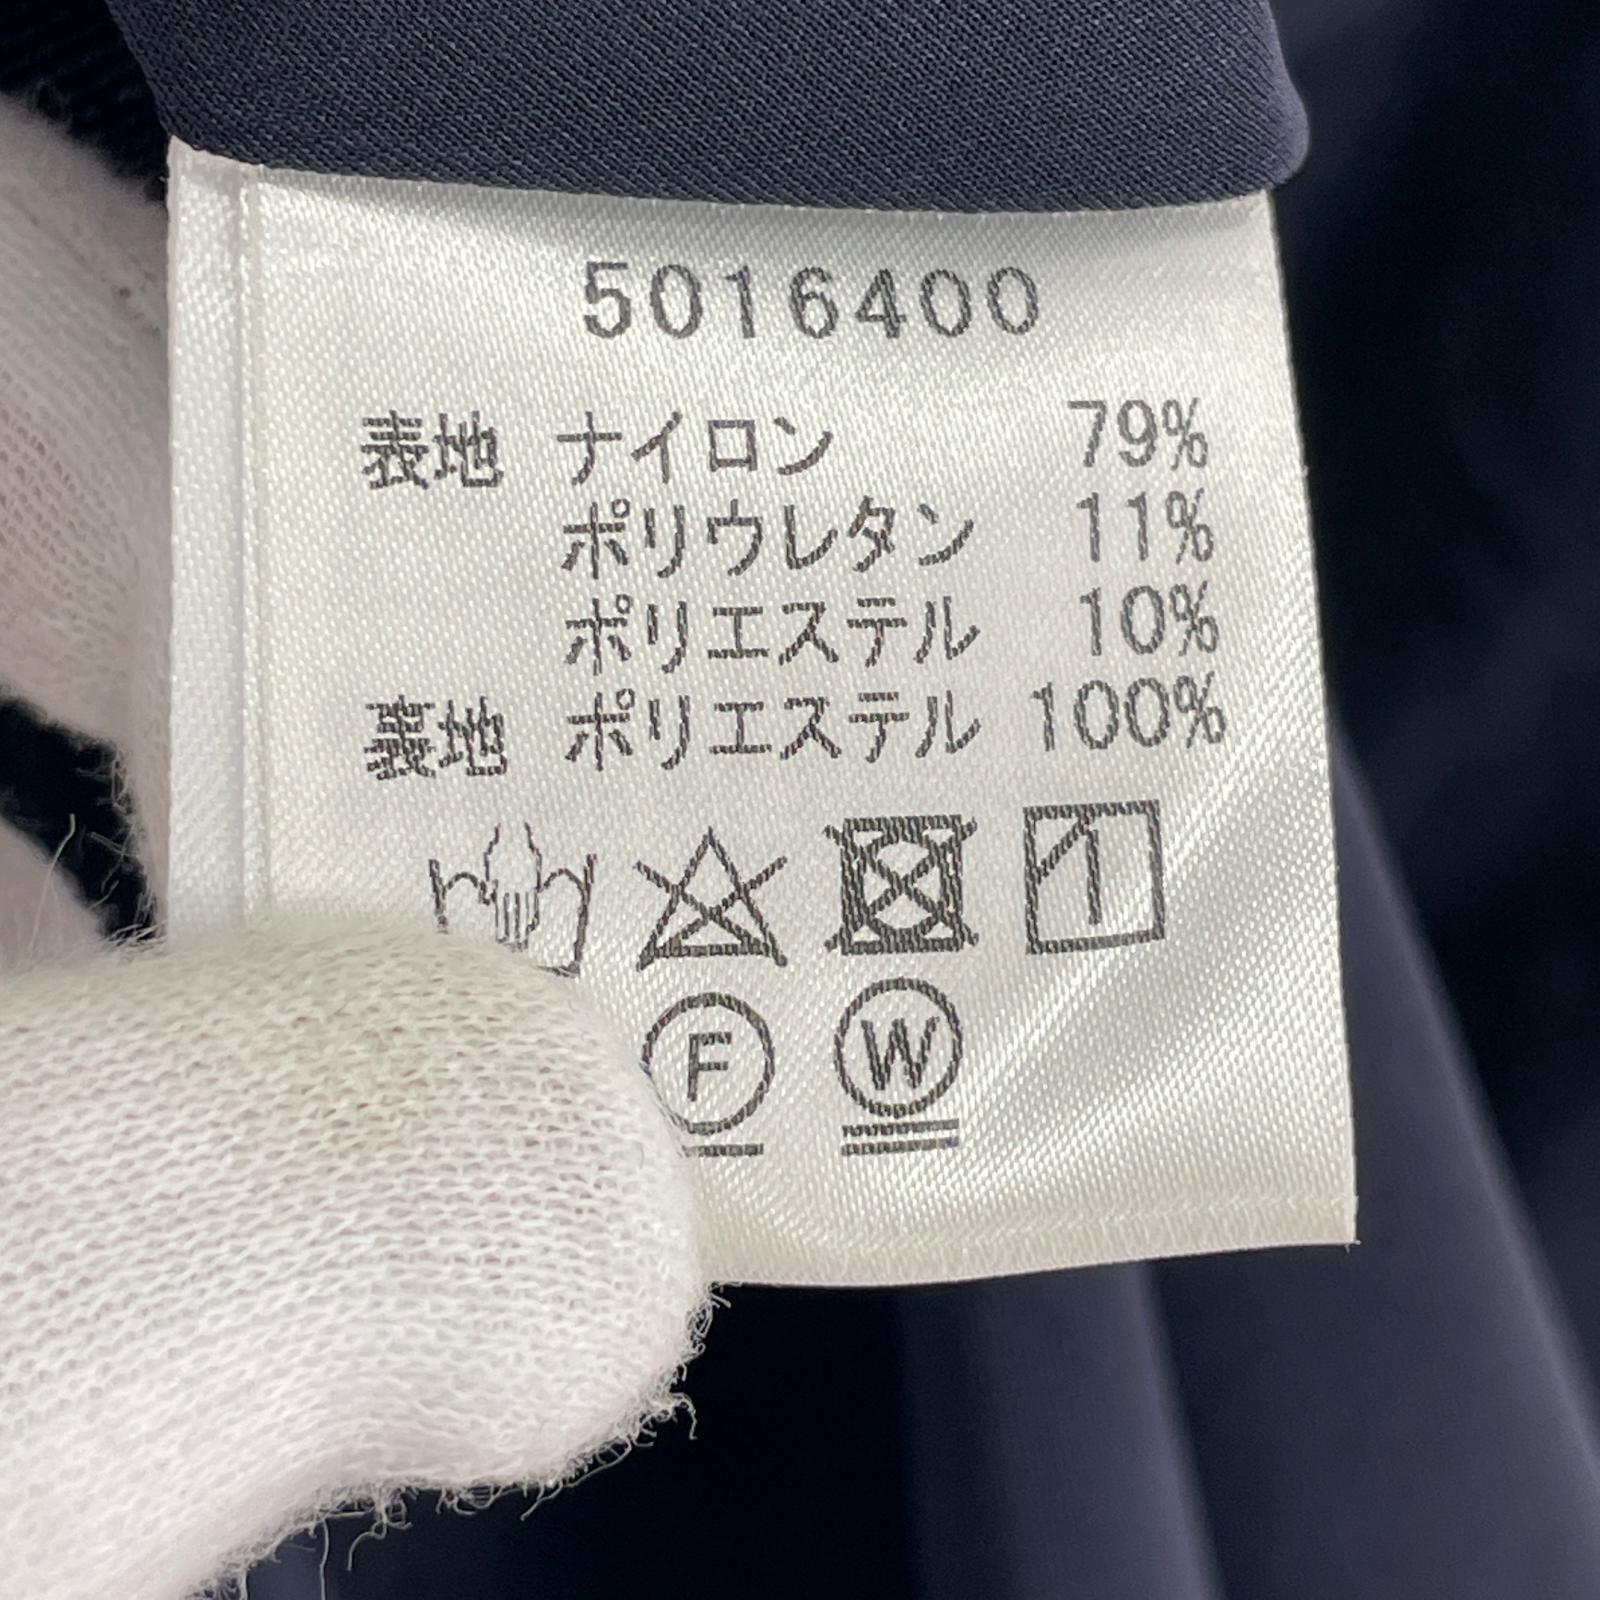 5016400
表地 ナイロン 79%
ポリウレタン 11%
ポリエステル 10%
裏地 ポリエステル 100%
F W